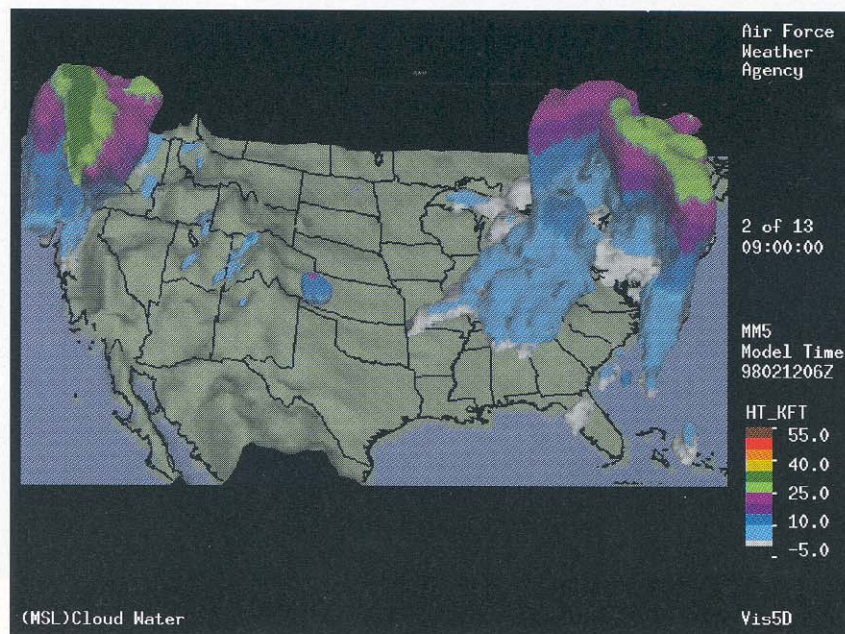 Air Force
Weather
Agency
2 of 13
09:00:00
MM5
Model Time
98021206Z
HT_KFT
55.0
40.0
25.0
10.0
-5.0
(MSL)Cloud Water
Vis5D